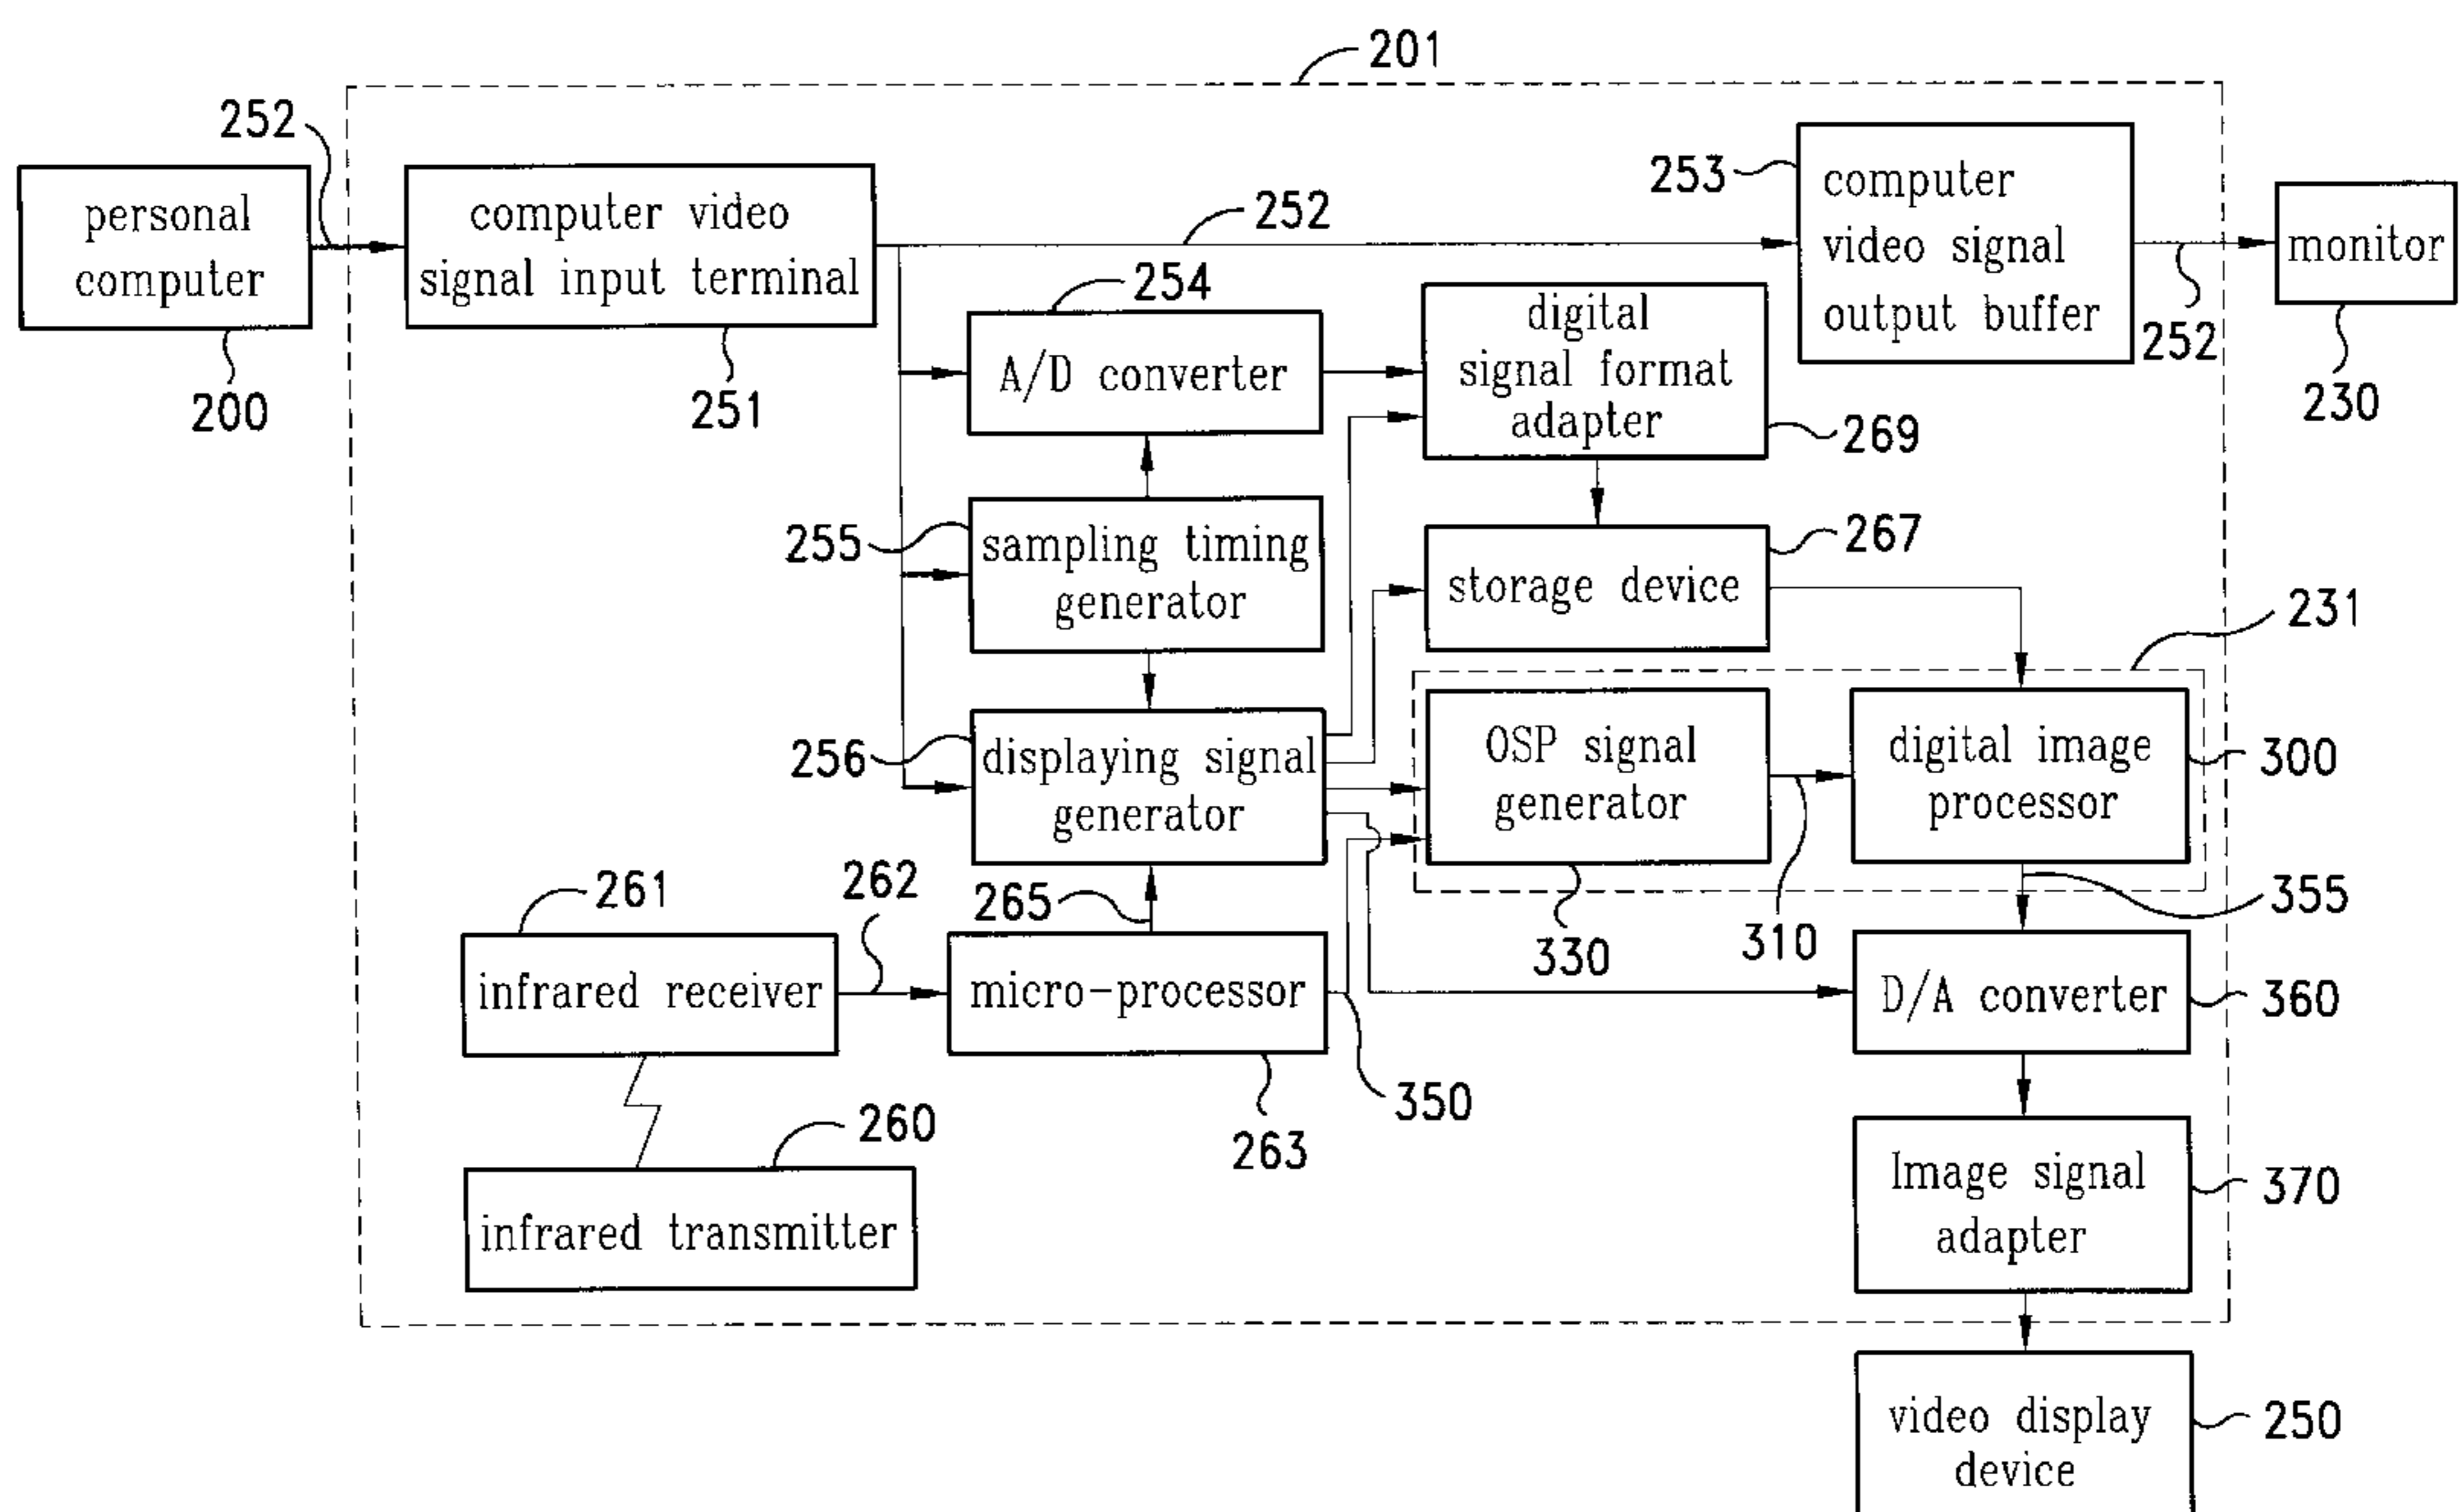 201
252
personal
computer
200
computer video
signal input terminal
251
252
253
computer
video signal
output buffer
252
monitor
230
254
A/D converter
digital
signal format
adapter
269
255
sampling timing
generator
267
storage device
231
256
displaying signal
generator
OSP signal
generator
330
310
digital image
processor
300
355
261
infrared receiver
262
265
micro-processor
263
350
D/A converter
360
260
infrared transmitter
Image signal
adapter
370
video display
device
250